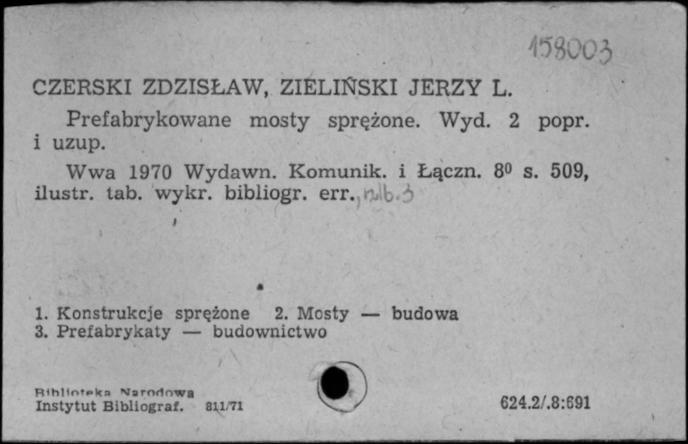 158003
CZERSKI ZDZISŁAW, ZIELIŃSKI JERZY L.
Prefabrykowane mosty sprężone. Wyd. 2 popr.
i uzup.
Wwa 1970 Wydawn. Komunik. i Łączn. 8⁰ s. 509,
ilustr. tab. wykr. bibliogr. err., nlb. 3
1. Konstrukcje sprężone 2. Mosty — budowa
3. Prefabrykaty — budownictwo
Biblioteka Narodowa
Instytut Bibliograf. 811/71
624.2/.8:691